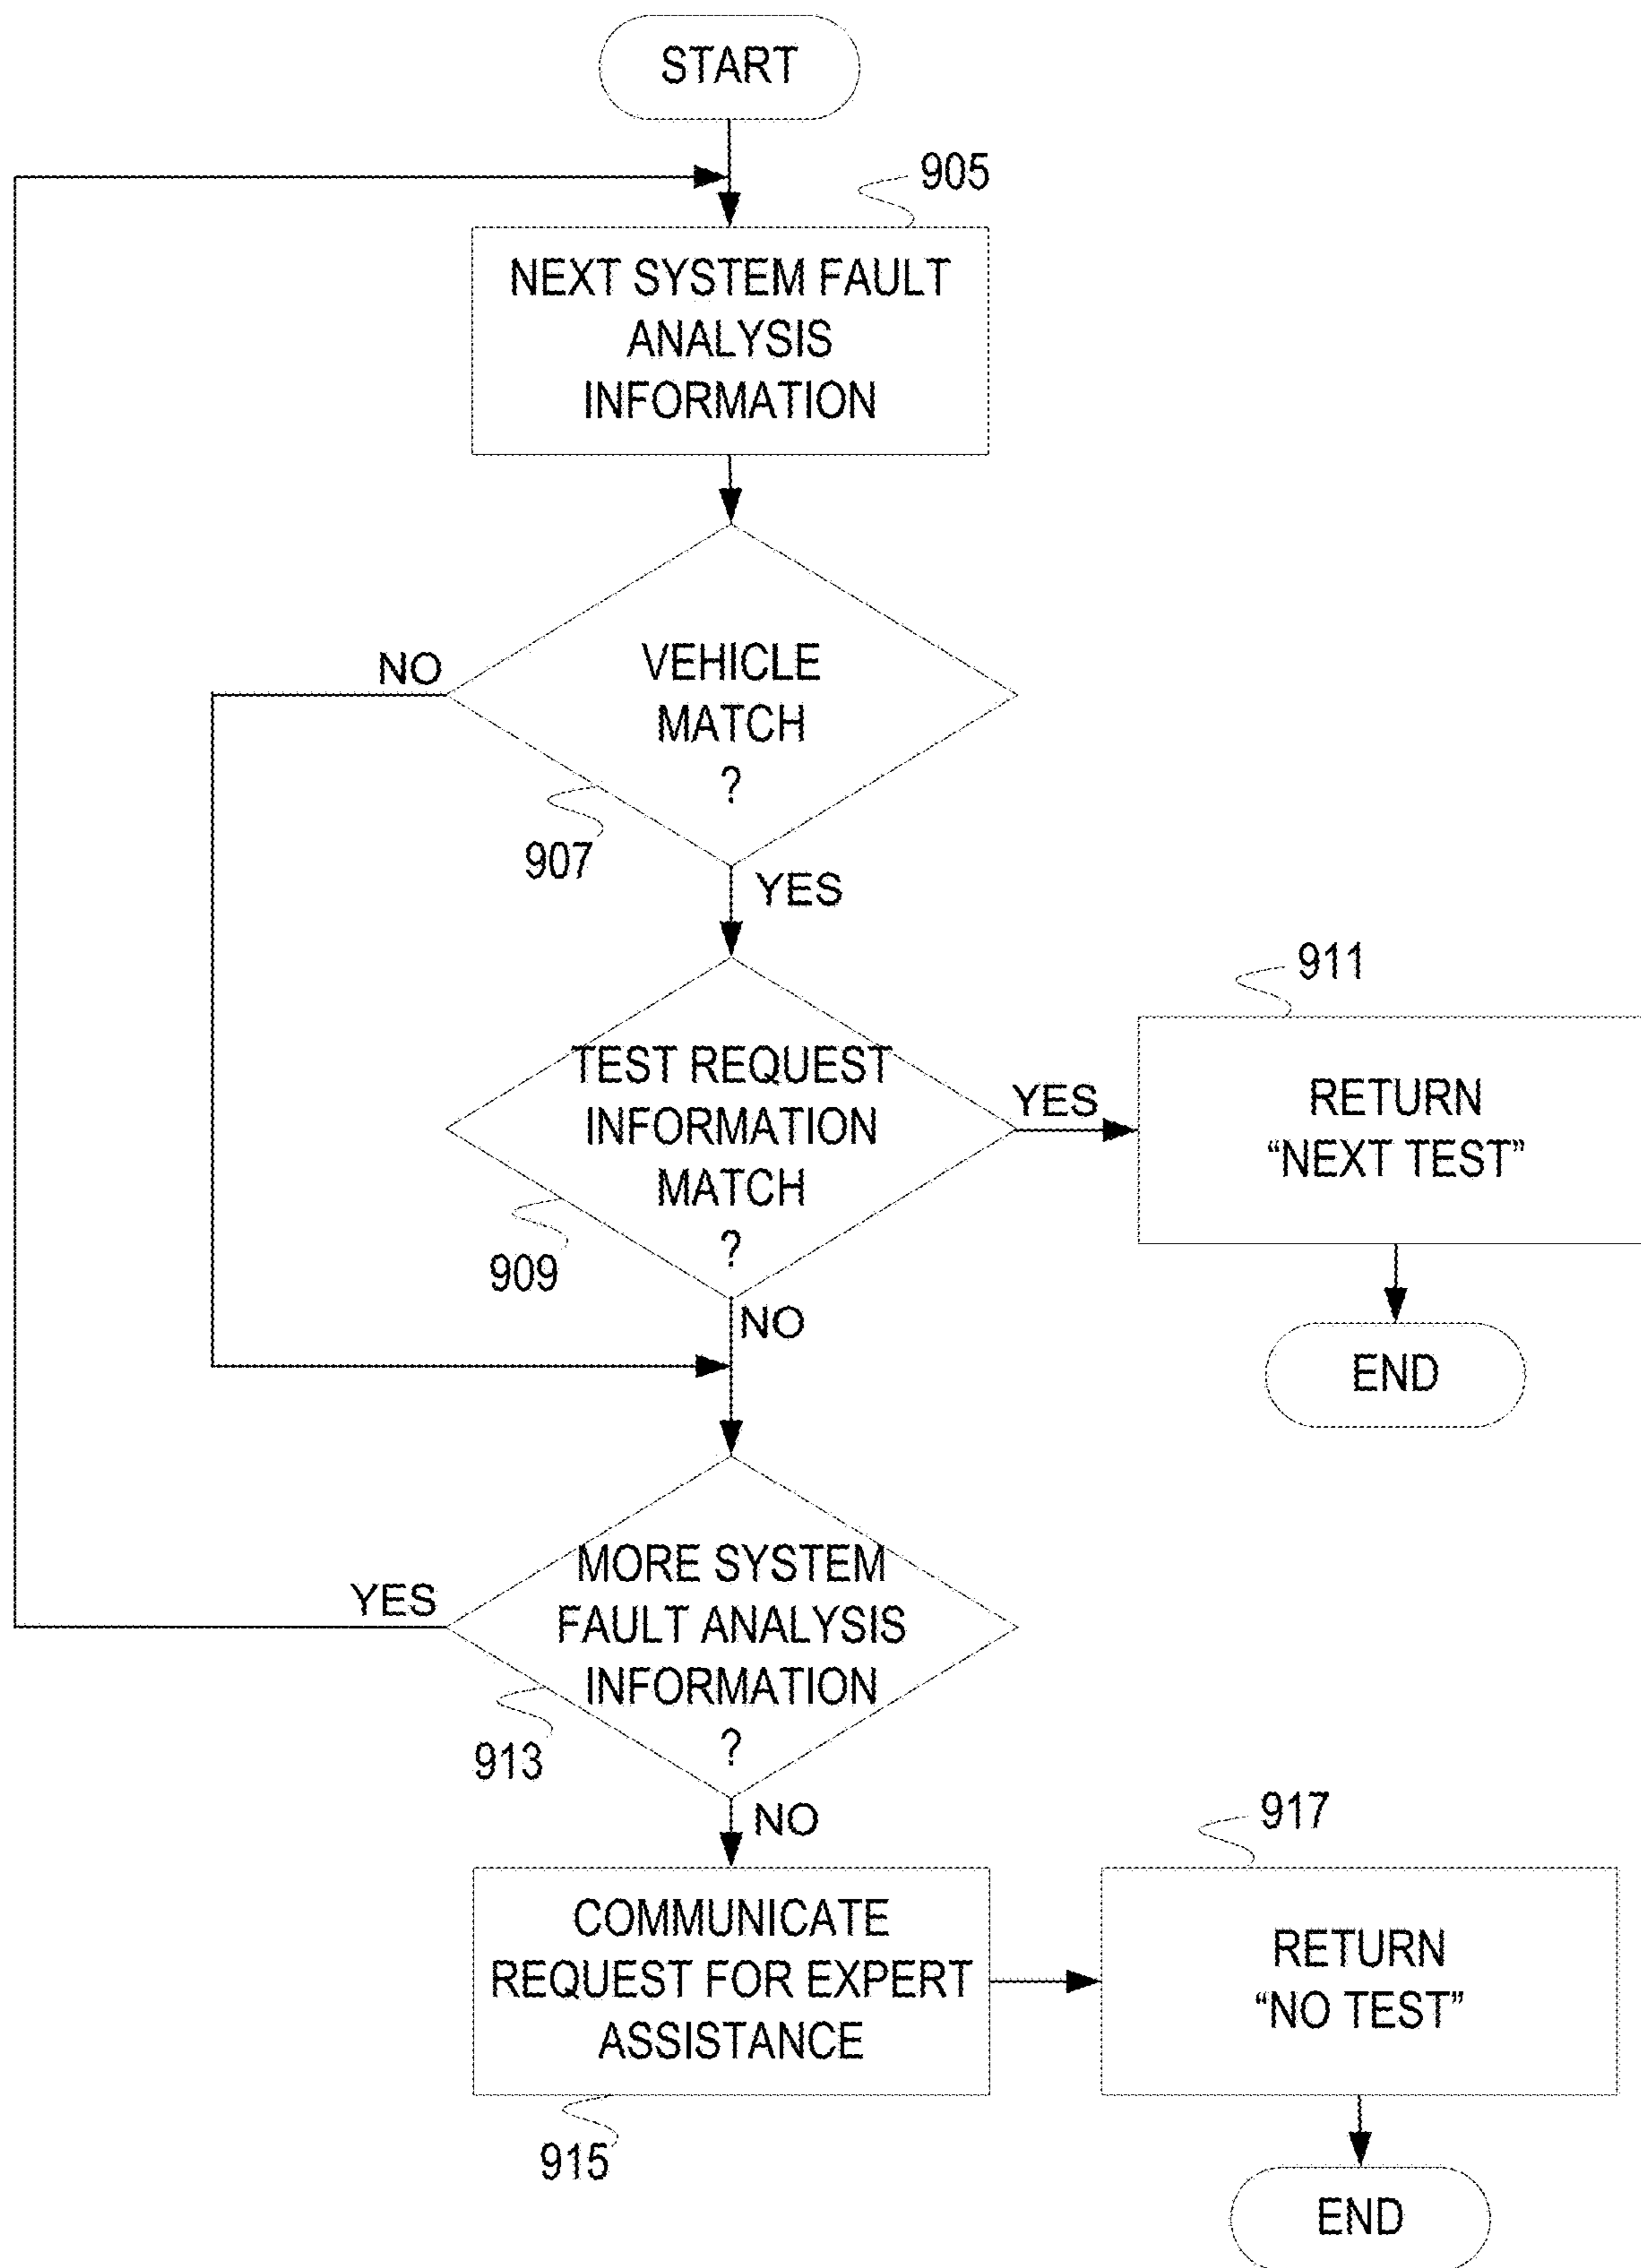 START
905
NEXT SYSTEM FAULT
ANALYSIS
INFORMATION
NO
VEHICLE
MATCH
?
907
YES
911
TEST REQUEST
INFORMATION
MATCH
?
YES
RETURN
“NEXT TEST”
909
NO
END
MORE SYSTEM
FAULT ANALYSIS
INFORMATION
?
YES
913
NO
917
COMMUNICATE
REQUEST FOR EXPERT
ASSISTANCE
RETURN
“NO TEST”
915
END